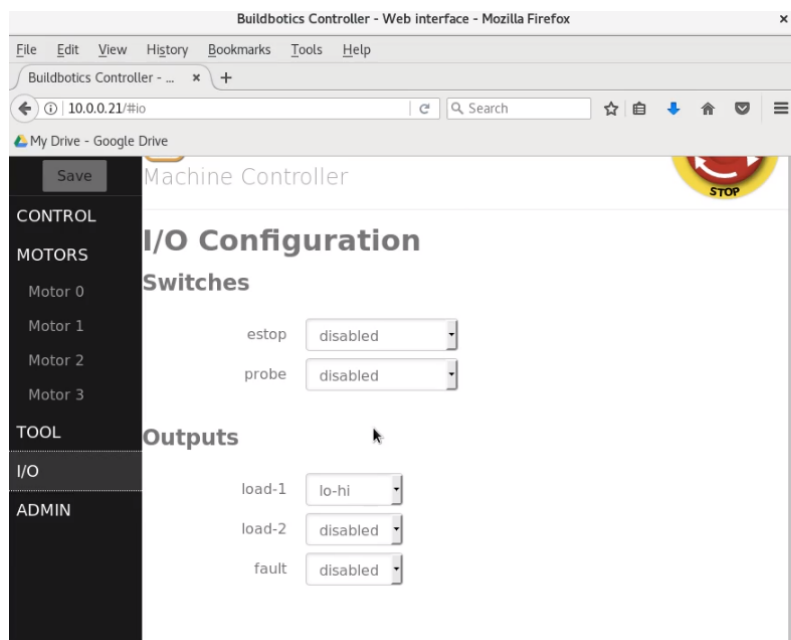 Buildbotics Controller - Web interface - Mozilla Firefox ×
File Edit View History Bookmarks Tools Help
Buildbotics Controller - ... × +
10.0.0.21/#io Search
My Drive - Google Drive
Save
Machine Controller
STOP
CONTROL
MOTORS
Motor 0
Motor 1
Motor 2
Motor 3
TOOL
I/O
ADMIN
I/O Configuration
Switches
estop disabled
probe disabled
Outputs
load-1 lo-hi
load-2 disabled
fault disabled